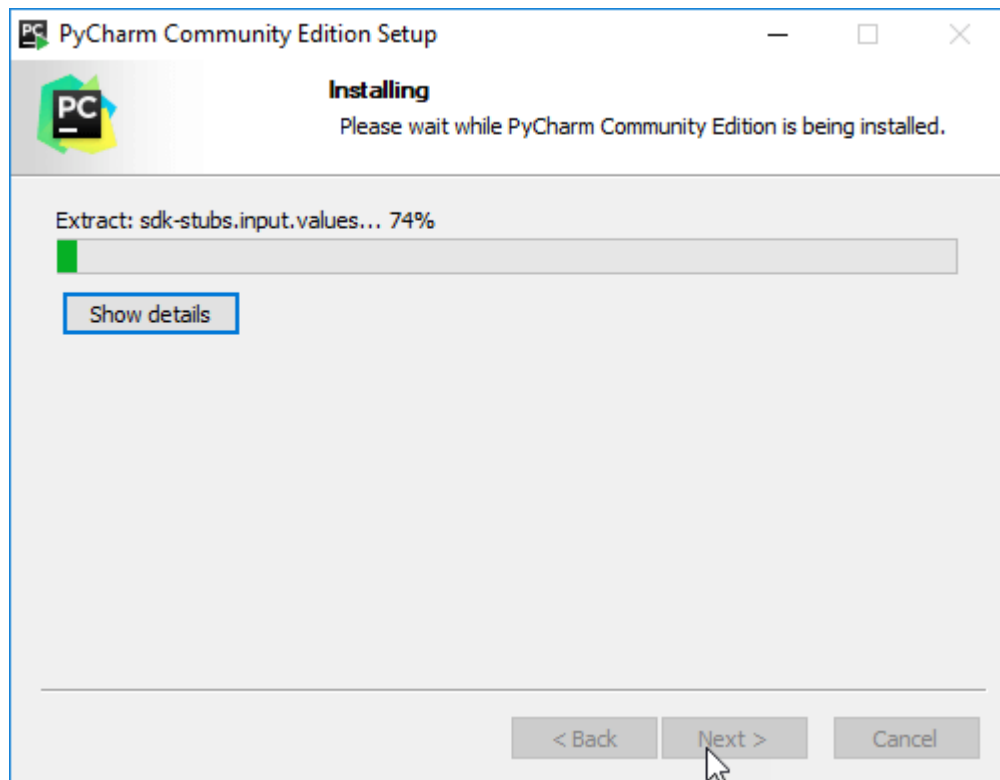 PyCharm Community Edition Setup
PC
Installing
Please wait while PyCharm Community Edition is being installed.
Extract: sdk-stubs.input.values... 74%
Show details
< Back
Next >
Cancel